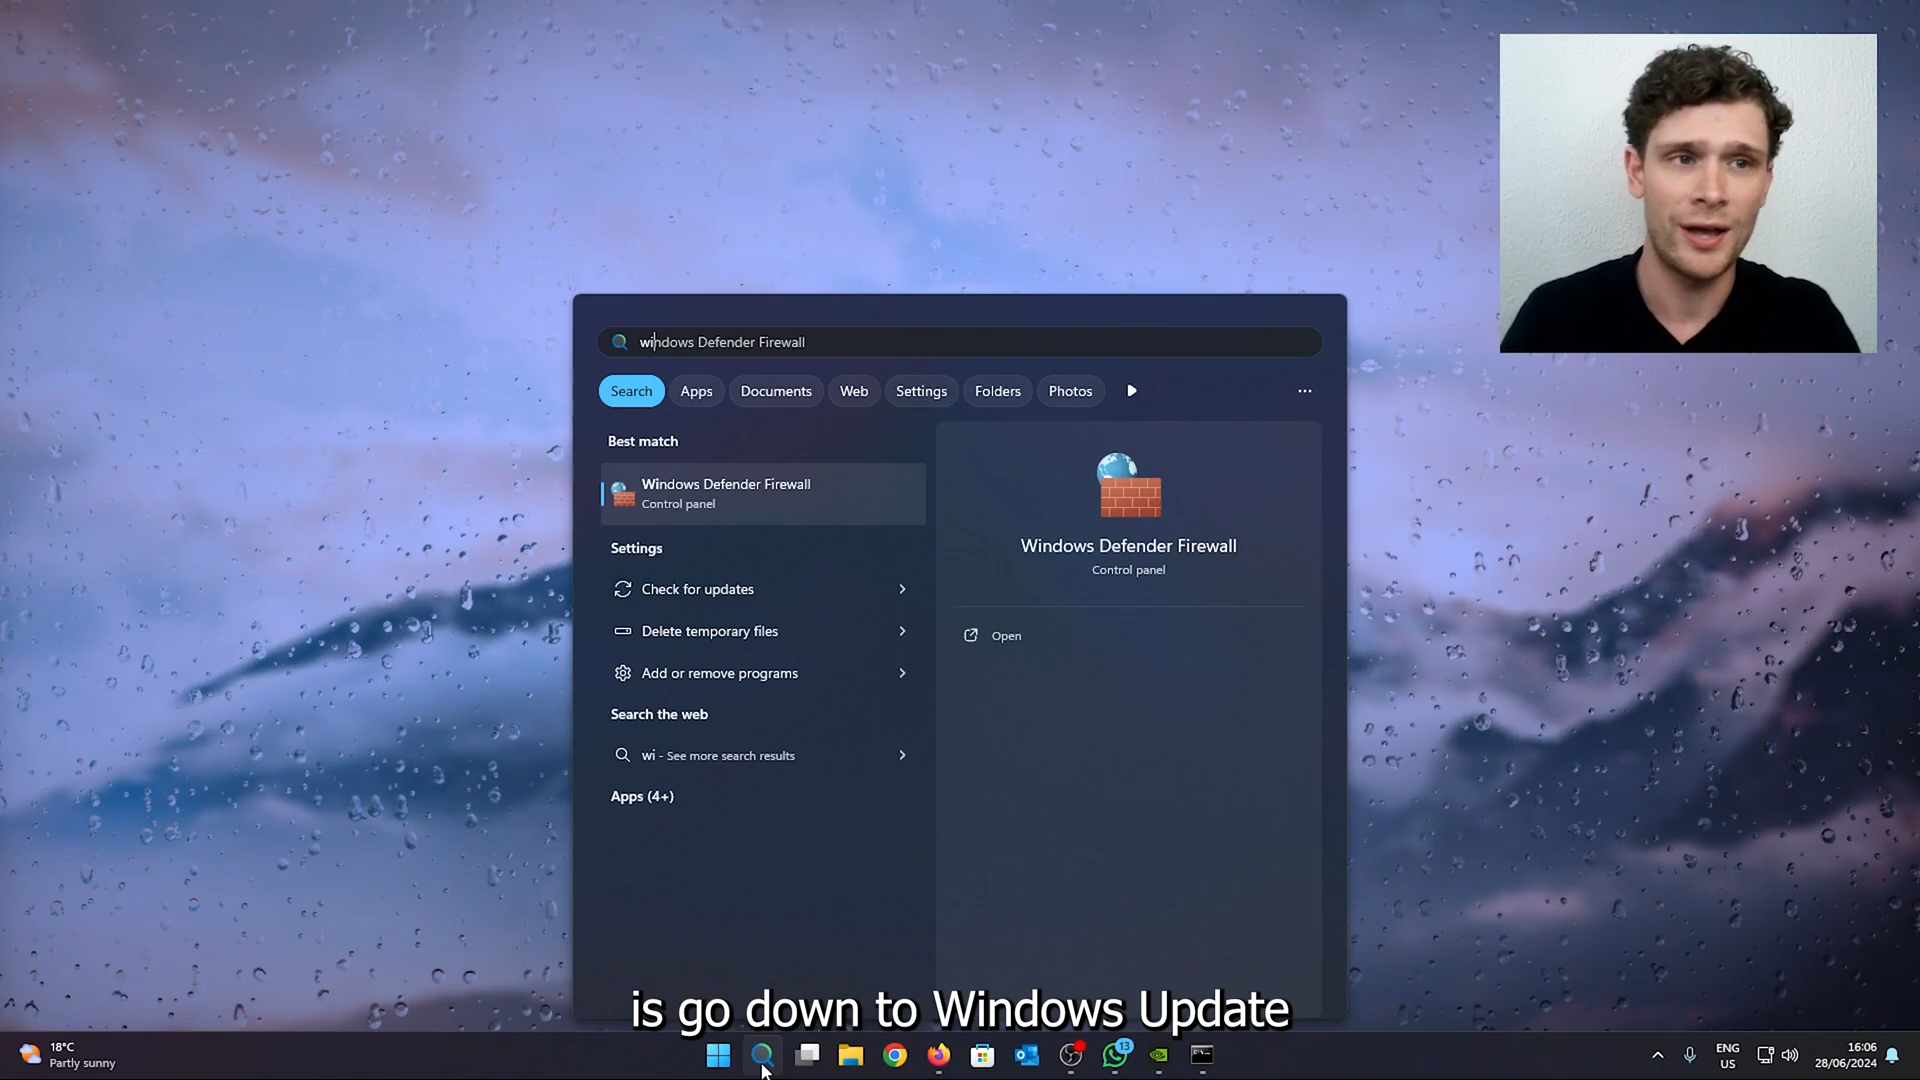 windows Defender Firewall
Search Apps Documents Web Settings Folders Photos
Best match
Windows Defender Firewall
Control panel
Settings
Check for updates
Delete temporary files
Add or remove programs
Search the web
wi - See more search results
Apps (4+)
Windows Defender Firewall
Control panel
Open
is go down to Windows Update
18°C
Partly sunny
13
ENG
US
16:06
28/06/2024